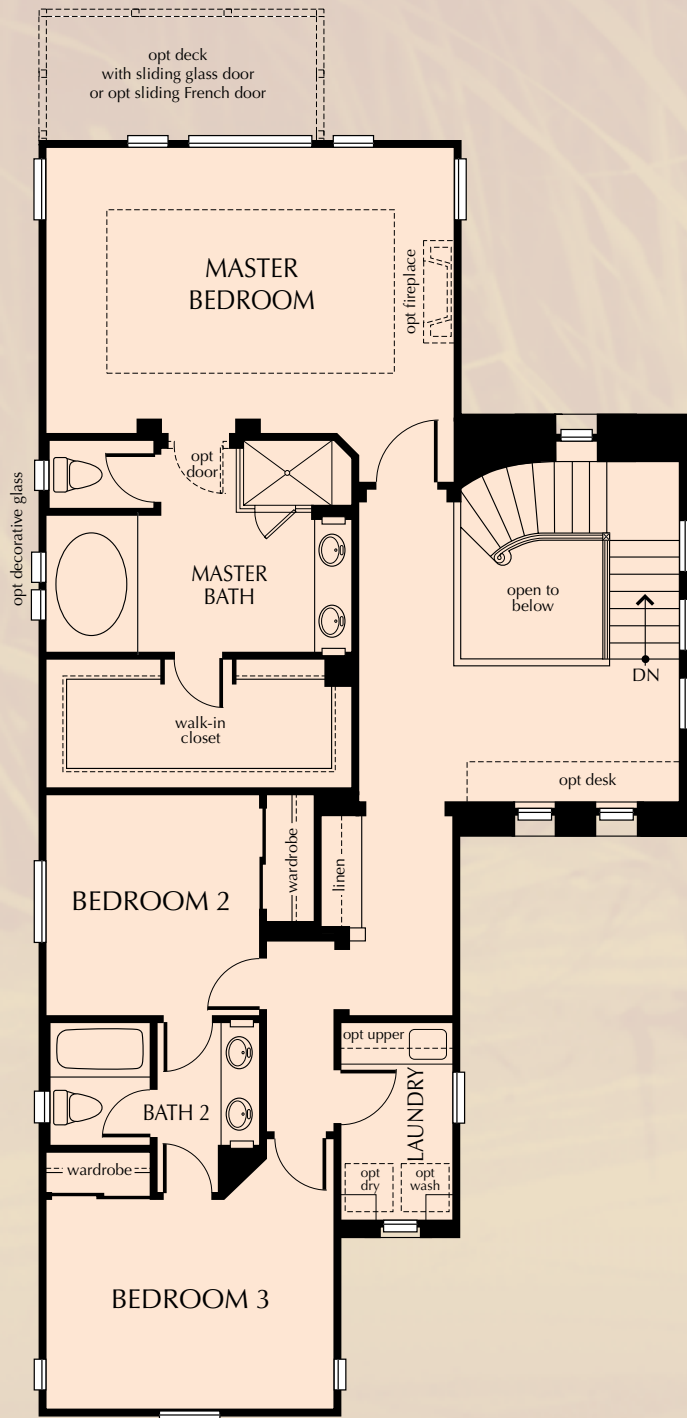 opt deck
with sliding glass door
or opt sliding French door
MASTER
BEDROOM
opt fireplace
opt
door
opt decorative glass
MASTER
BATH
open to
below
DN
walk-in
closet
opt desk
BEDROOM 2
wardrobe
linen
opt upper
BATH 2
LAUNDRY
wardrobe
opt
dry
opt
wash
BEDROOM 3